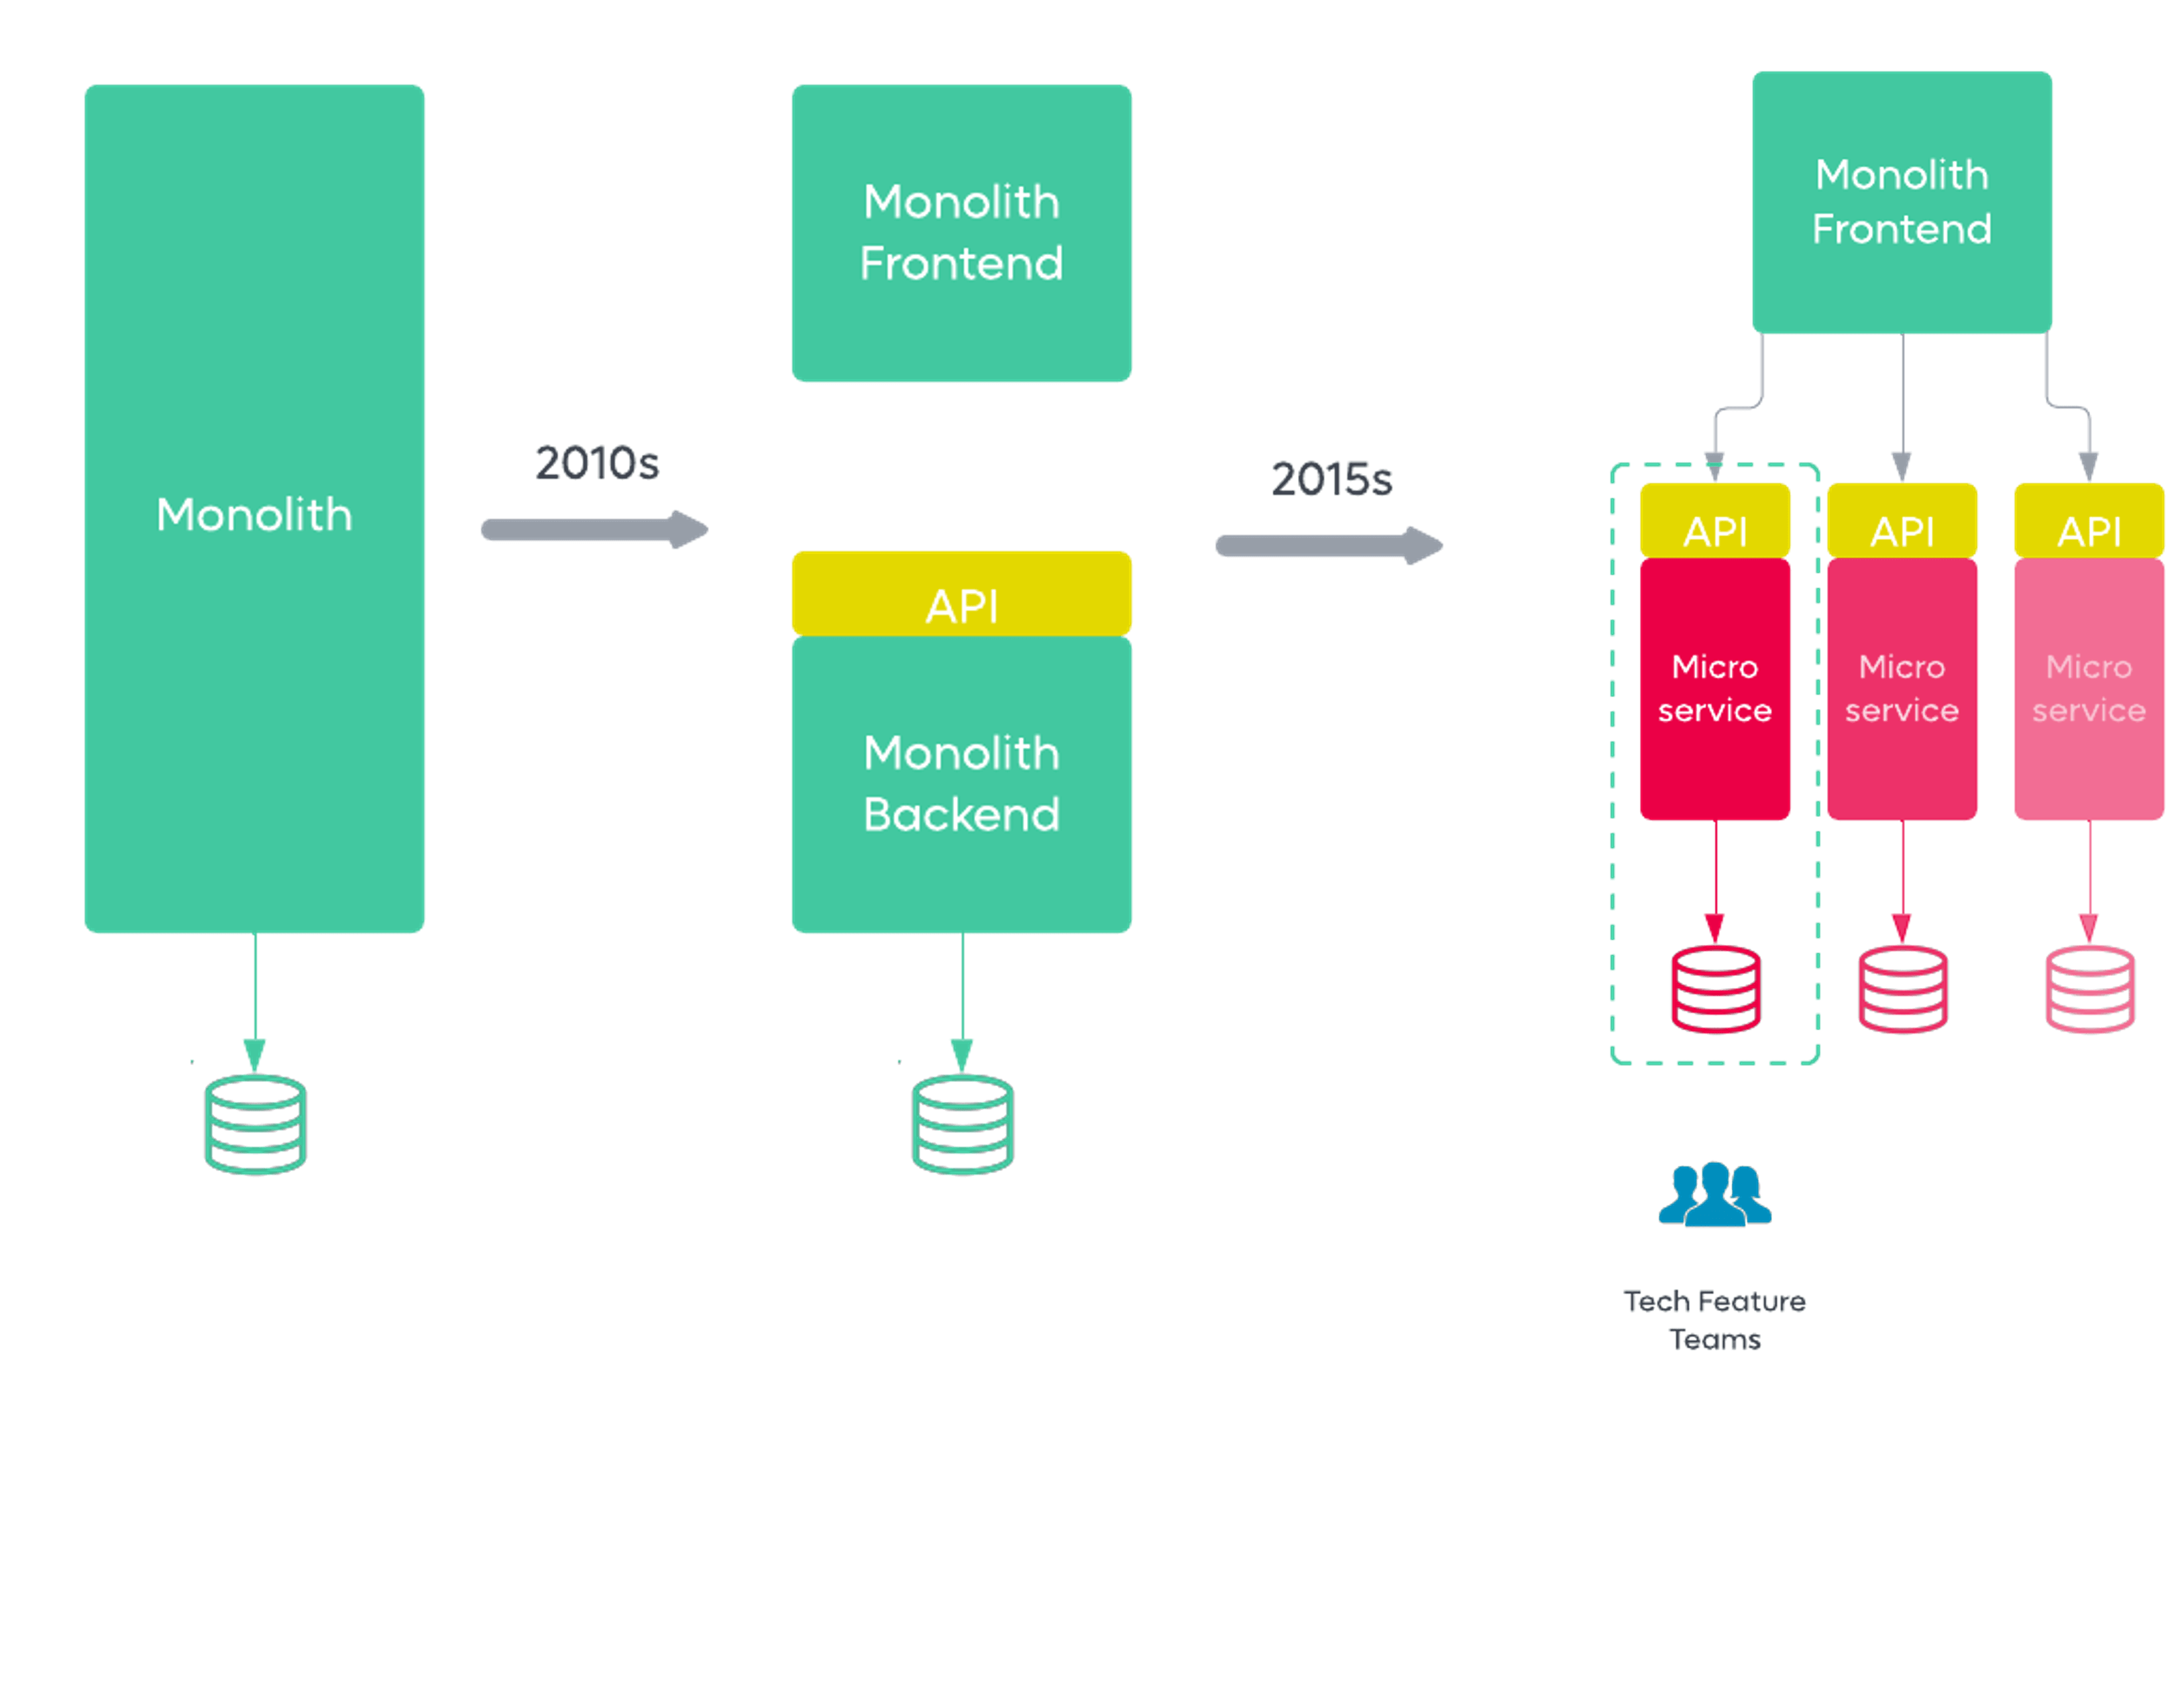 Monolith
2010s
Monolith
Frontend
API
Monolith
Backend
2015s
Monolith
Frontend
API
API
API
Micro
service
Micro
service
Micro
service
Tech Feature
Teams